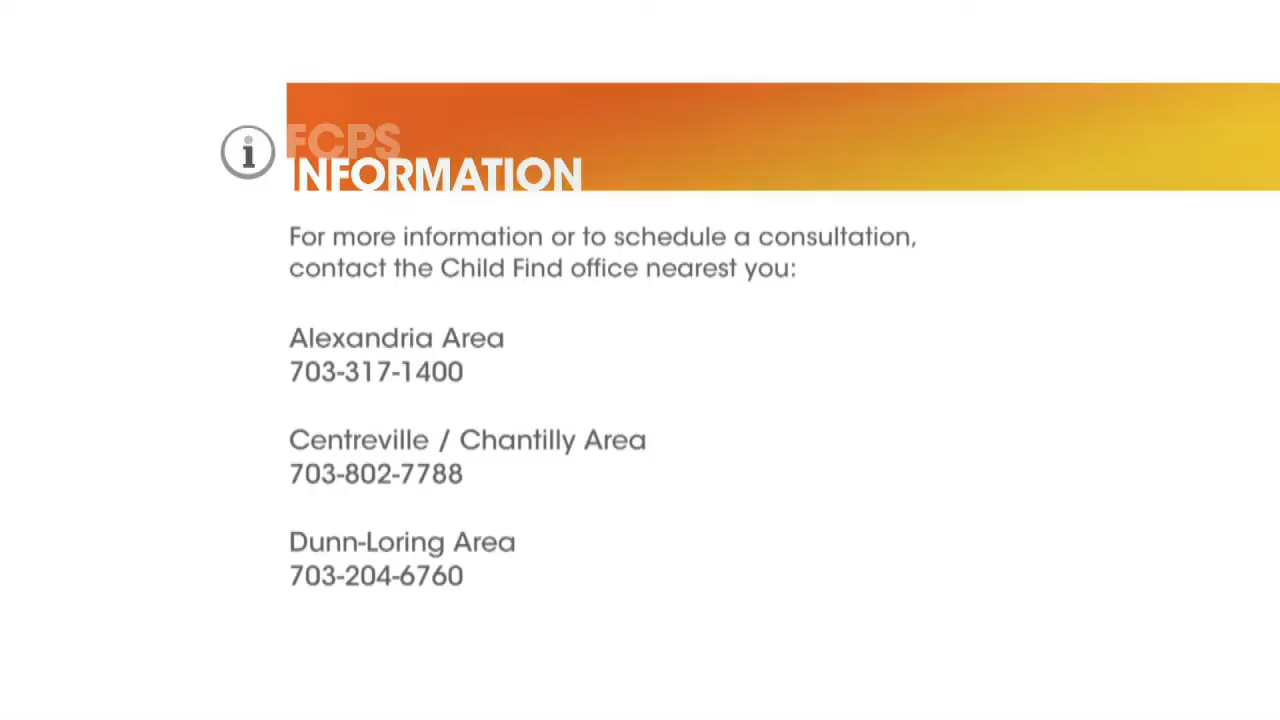 FCPS
INFORMATION
For more information or to schedule a consultation,
contact the Child Find office nearest you:
Alexandria Area
703-317-1400
Centreville / Chantilly Area
703-802-7788
Dunn-Loring Area
703-204-6760